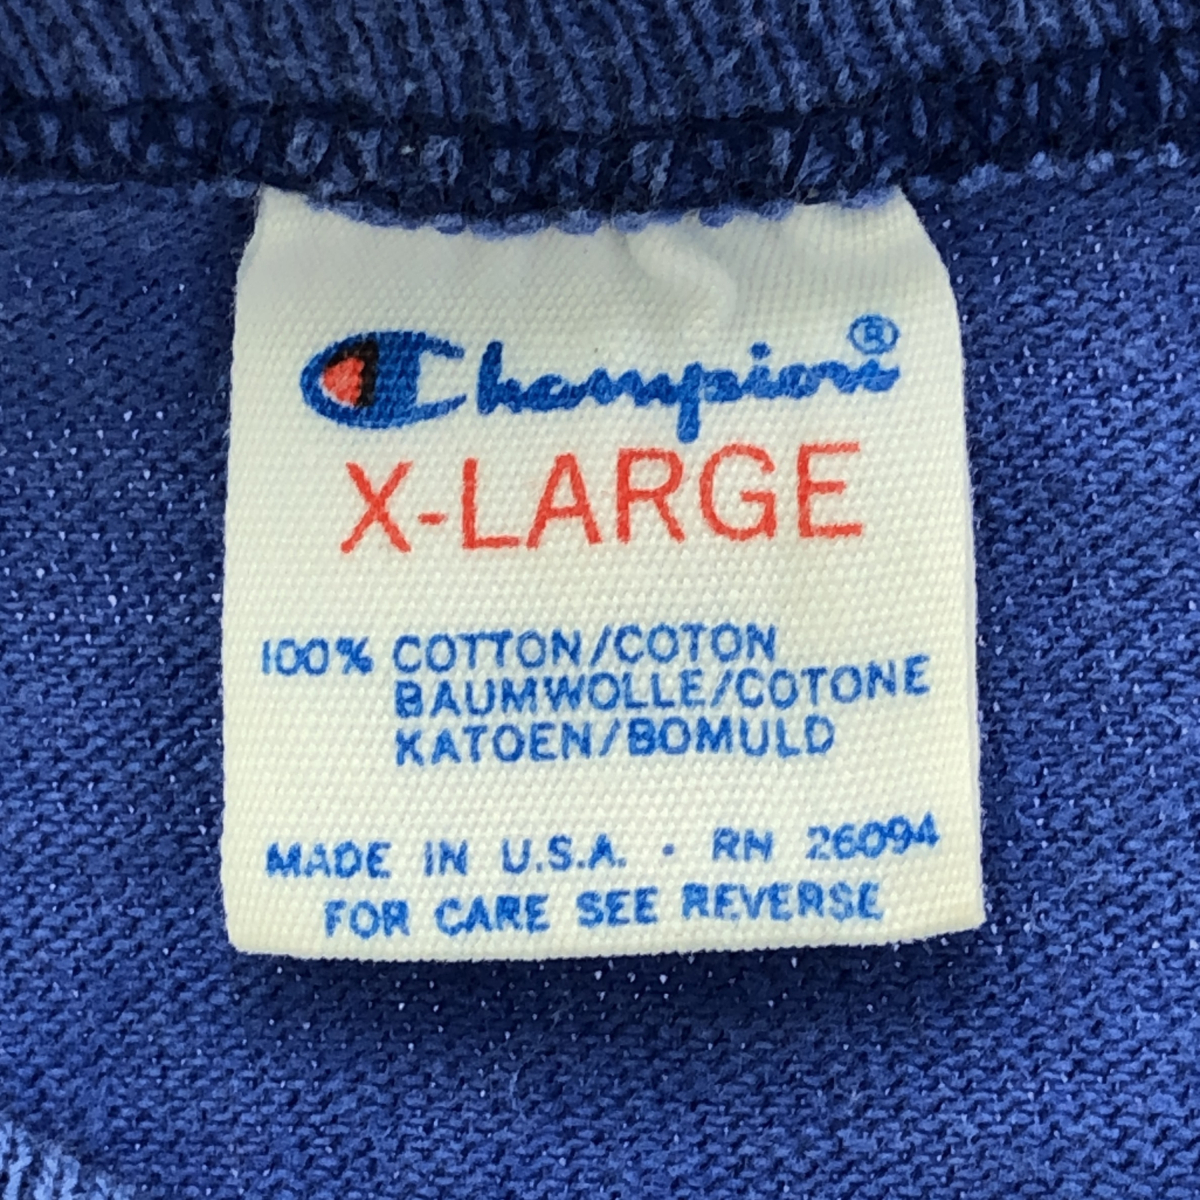 Champion®
X-LARGE
100% COTTON/COTON
BAUMWOLLE/COTONE
KATOEN/BOMULD
MADE IN U.S.A. · RN 26094
FOR CARE SEE REVERSE